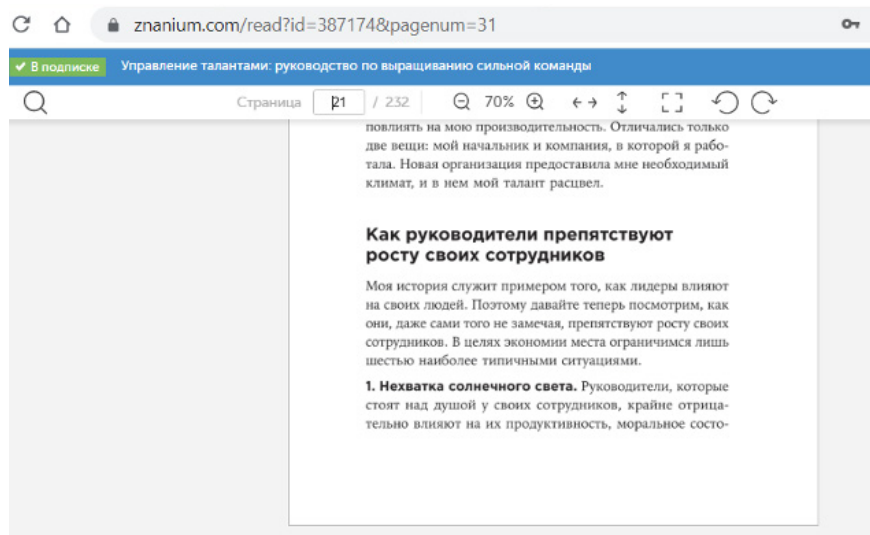 znanium.com/read?id=387174&pagenum=31
В подписке Управление талантами: руководство по выращиванию сильной команды
Страница 21 / 232 70%
повлиять на мою производительность. Отличались только
две вещи: мой начальник и компания, в которой я рабо-
тала. Новая организация предоставила мне необходимый
климат, и в нем мой талант расцвел.
Как руководители препятствуют
росту своих сотрудников
Моя история служит примером того, как лидеры влияют
на своих людей. Поэтому давайте теперь посмотрим, как
они, даже сами того не замечая, препятствуют росту своих
сотрудников. В целях экономии места ограничимся лишь
шестью наиболее типичными ситуациями.
1. Нехватка солнечного света. Руководители, которые
стоят над душой у своих сотрудников, крайне отрица-
тельно влияют на их продуктивность, моральное состо-